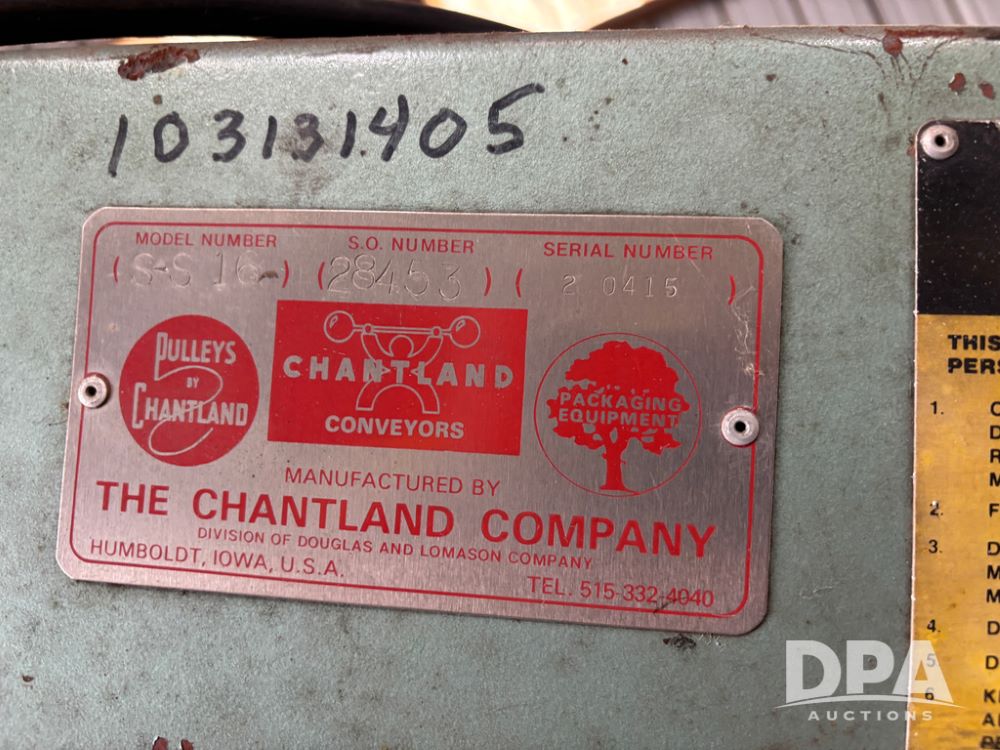 103131405
MODEL NUMBER S.O. NUMBER SERIAL NUMBER
(S-S 16) (28453) ( 2 0415 )
PULLEYS
BY
CHANTLAND
CHANTLAND
CONVEYORS
PACKAGING
EQUIPMENT
MANUFACTURED BY
THE CHANTLAND COMPANY
DIVISION OF DOUGLAS AND LOMASON COMPANY
HUMBOLDT, IOWA, U.S.A. TEL. 515-332-4040
THIS
1.
2. F
3. D
M
M
4. D
5 D
6
DPA
AUCTIONS